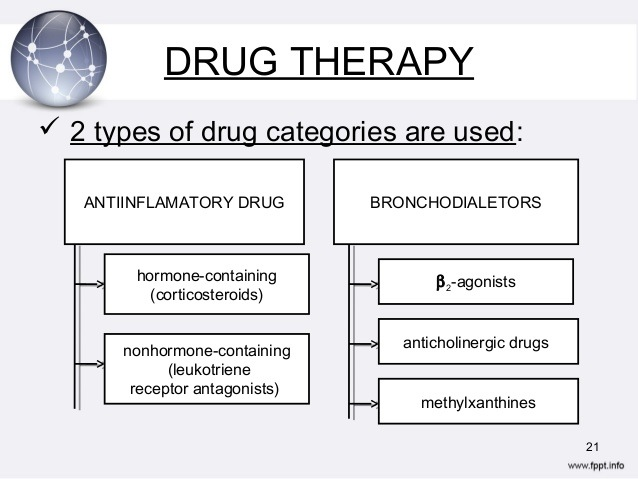 DRUG THERAPY
✓ 2 types of drug categories are used:
ANTIINFLAMATORY DRUG
hormone-containing
(corticosteroids)
nonhormone-containing
(leukotriene
receptor antagonists)
BRONCHODIALETORS
β2-agonists
anticholinergic drugs
methylxanthines
21
www.fppt.info